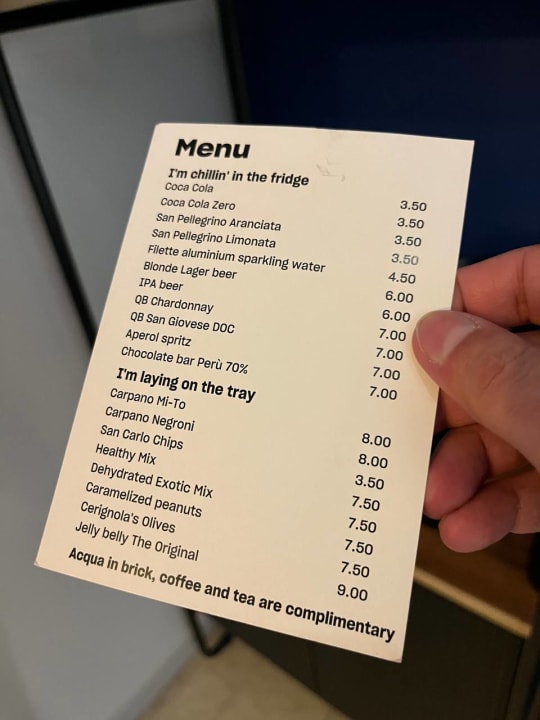 Menu
I'm chillin' in the fridge
Coca Cola 3.50
Coca Cola Zero 3.50
San Pellegrino Aranciata 3.50
San Pellegrino Limonata 3.50
Filette aluminium sparkling water 4.50
Blonde Lager beer 6.00
IPA beer 6.00
QB Chardonnay 7.00
QB San Giovese DOC 7.00
Aperol spritz 7.00
Chocolate bar Perù 70% 7.00
I'm laying on the tray
Carpano Mi-To 8.00
Carpano Negroni 8.00
San Carlo Chips 3.50
Healthy Mix 7.50
Dehydrated Exotic Mix 7.50
Caramelized peanuts 7.50
Cerignola's Olives 7.50
Jelly belly The Original 9.00
Acqua in brick, coffee and tea are complimentary